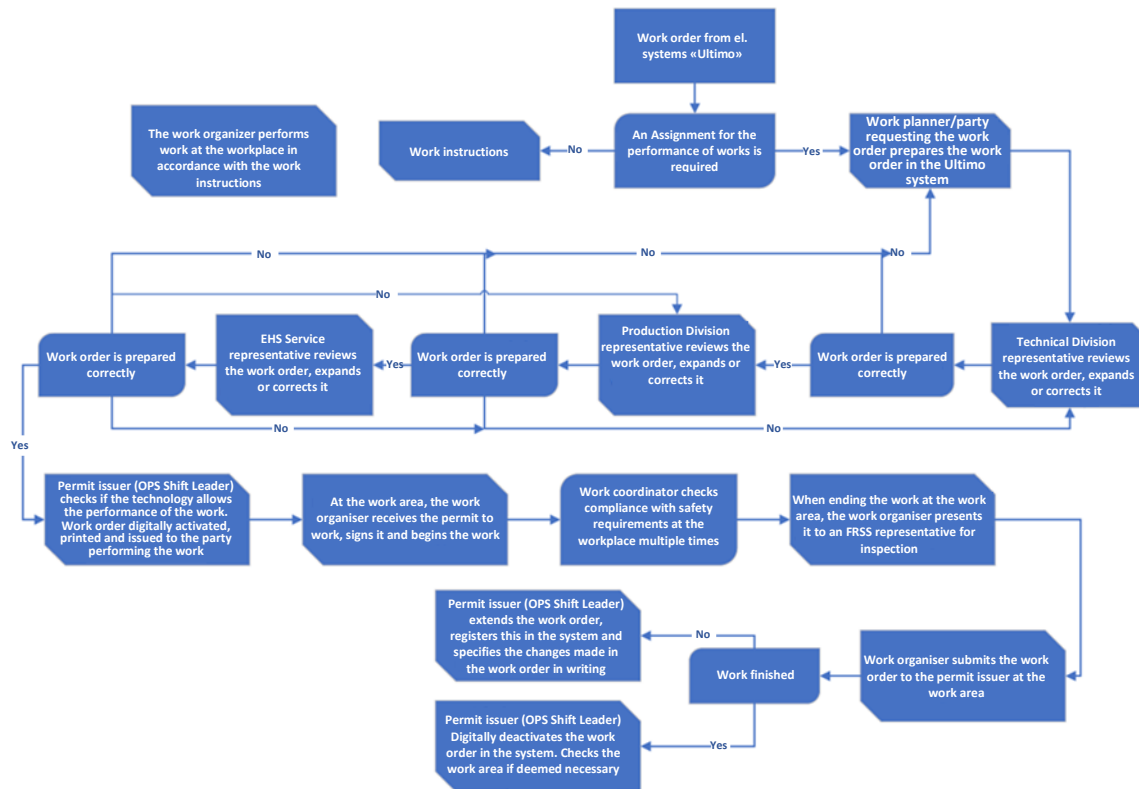 Work order from el.
systems «Ultimo»
The work organizer performs
work at the workplace in
accordance with the work
instructions
Work instructions
No
An Assignment for the
performance of works is
required
Yes
Work planner/party
requesting the work
order prepares the work
order in the Ultimo
system
No
No
No
No
Work order is prepared
correctly
EHS Service
representative reviews
the work order, expands
or corrects it
Yes
Work order is prepared
correctly
Production Division
representative reviews the
work order, expands or
corrects it
Yes
Work order is prepared
correctly
Technical Division
representative reviews
the work order, expands
or corrects it
No
No
Yes
Permit issuer (OPS Shift Leader)
checks if the technology allows
the performance of the work.
Work order digitally activated,
printed and issued to the party
performing the work
At the work area, the work
organiser receives the permit to
work, signs it and begins the work
Work coordinator checks
compliance with safety
requirements at the
workplace multiple times
When ending the work at the work
area, the work organiser presents
it to an FRSS representative for
inspection
Permit issuer (OPS Shift Leader)
extends the work order,
registers this in the system and
specifies the changes made in
the work order in writing
No
Work finished
Work organiser submits the work
order to the permit issuer at the
work area
Permit issuer (OPS Shift Leader)
Digitally deactivates the work
order in the system. Checks the
work area if deemed necessary
Yes